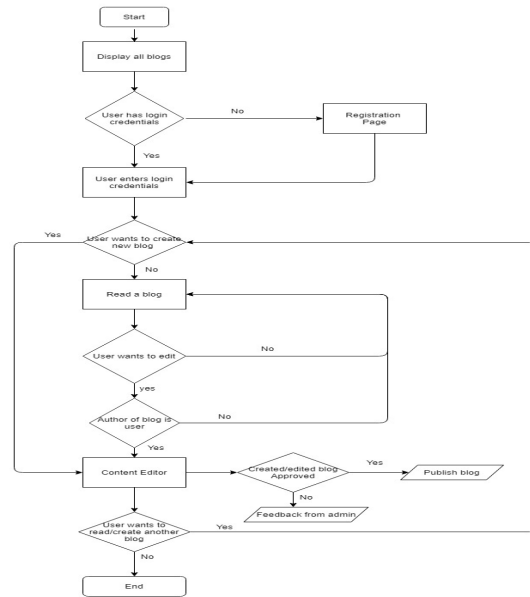 Start
Display all blogs
User has login
credentials
No
Registration
Page
Yes
User enters login
credentials
Yes
User wants to create
new blog
No
Read a blog
User wants to edit
No
yes
Author of blog is
user
No
Yes
Content Editor
Created/edited blog
Approved
Yes
Publish blog
No
Feedback from admin
User wants to
read/create another
blog
Yes
No
End